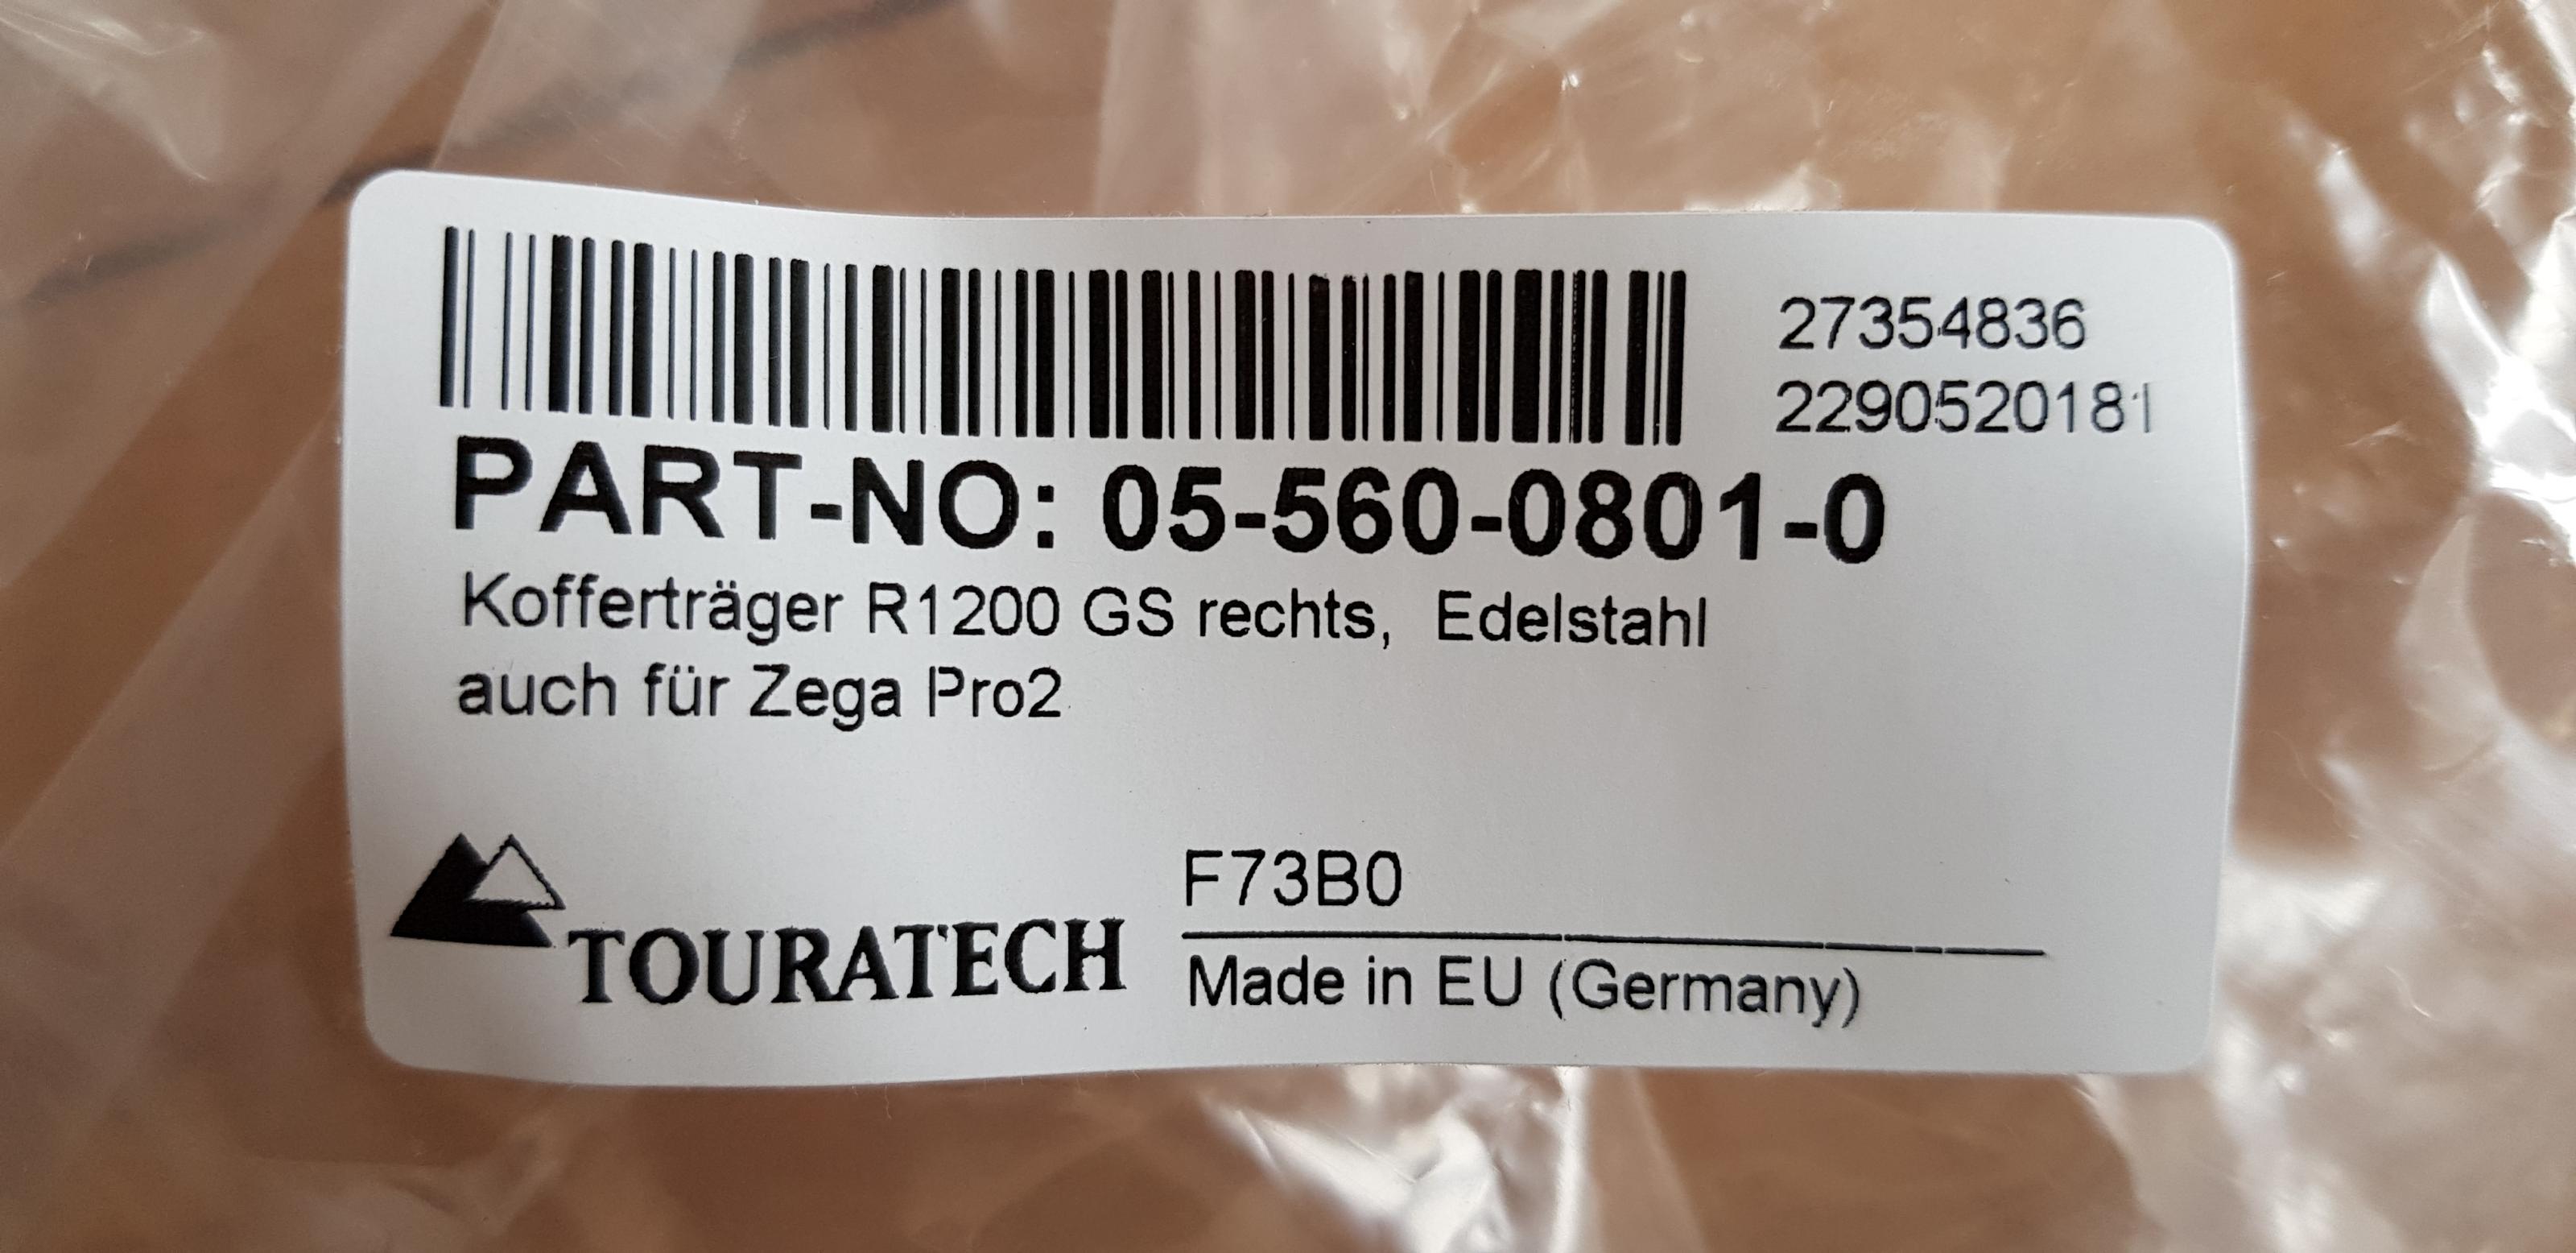 27354836
2290520181
PART-NO: 05-560-0801-0
Kofferträger R1200 GS rechts, Edelstahl
auch für Zega Pro2
F73B0
TOURATECH
Made in EU (Germany)